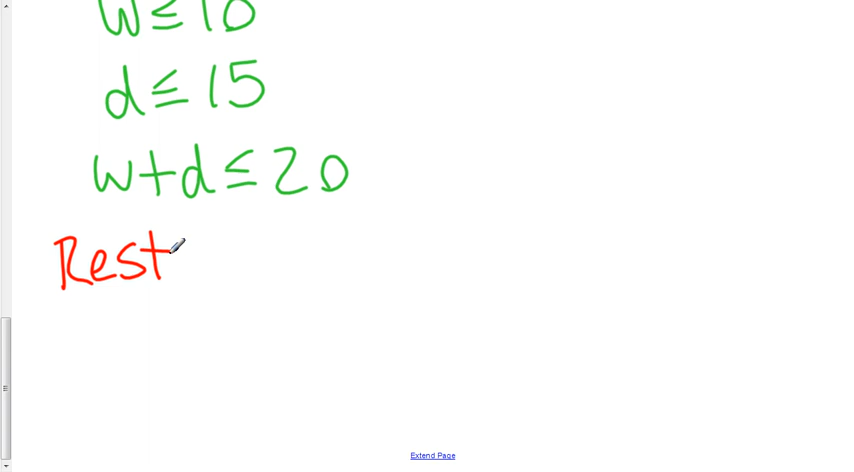 w ≤ 10
d ≤ 15
w+d ≤ 20
Rest
Extend Page